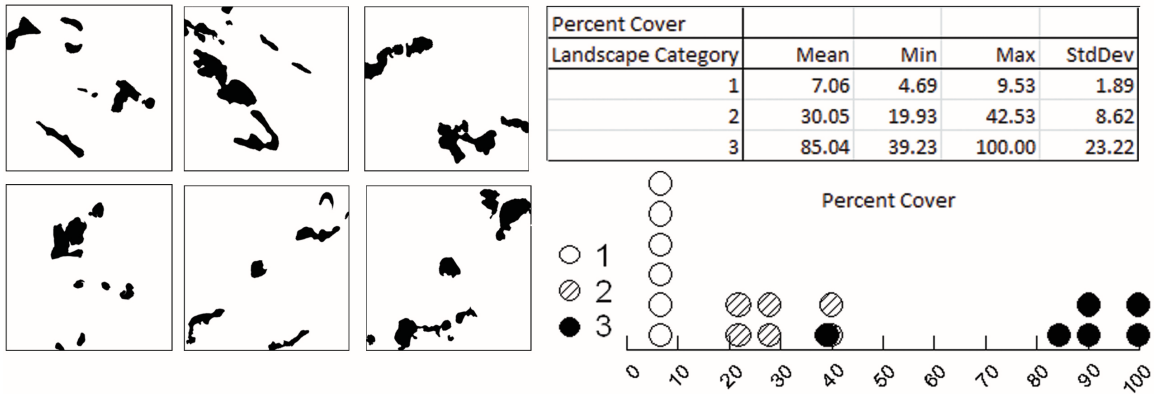 Percent Cover
Landscape Category Mean Min Max StdDev
1 7.06 4.69 9.53 1.89
2 30.05 19.93 42.53 8.62
3 85.04 39.23 100.00 23.22
Percent Cover
1
2
3
0 10 20 30 40 50 60 70 80 90 100